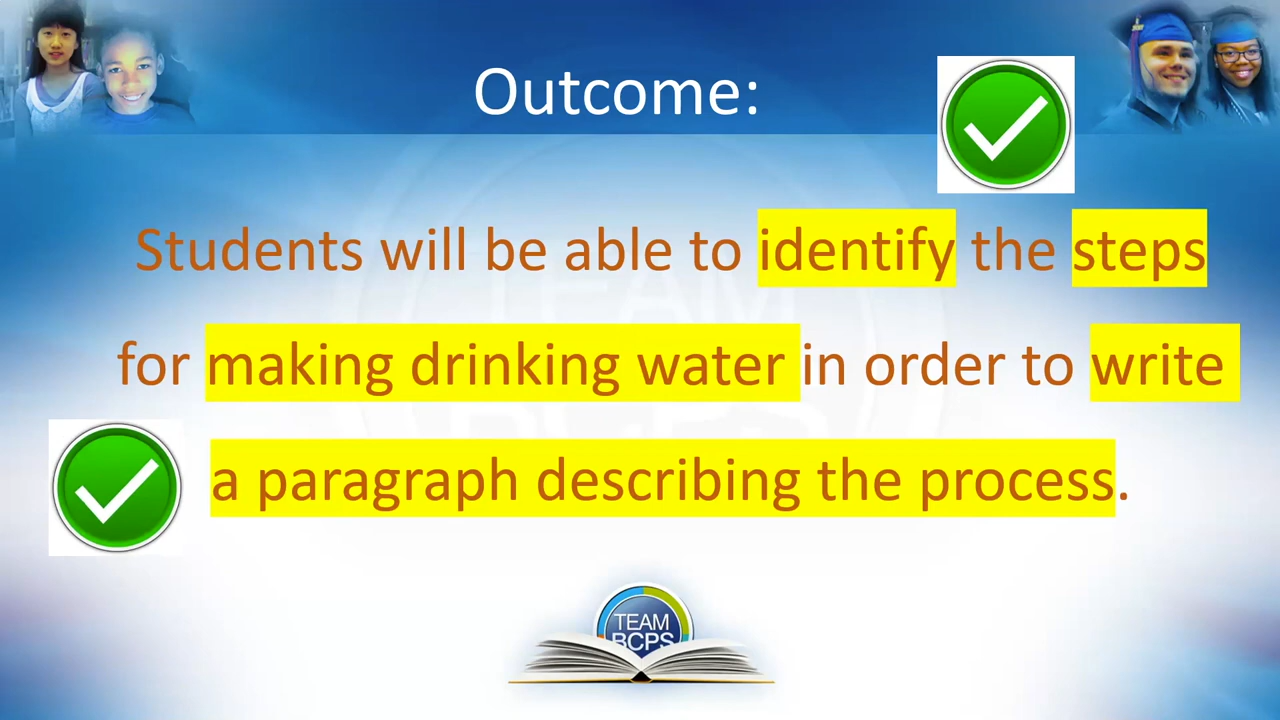 Outcome:
Students will be able to identify the steps
for making drinking water in order to write
a paragraph describing the process.
TEAM
BCPS